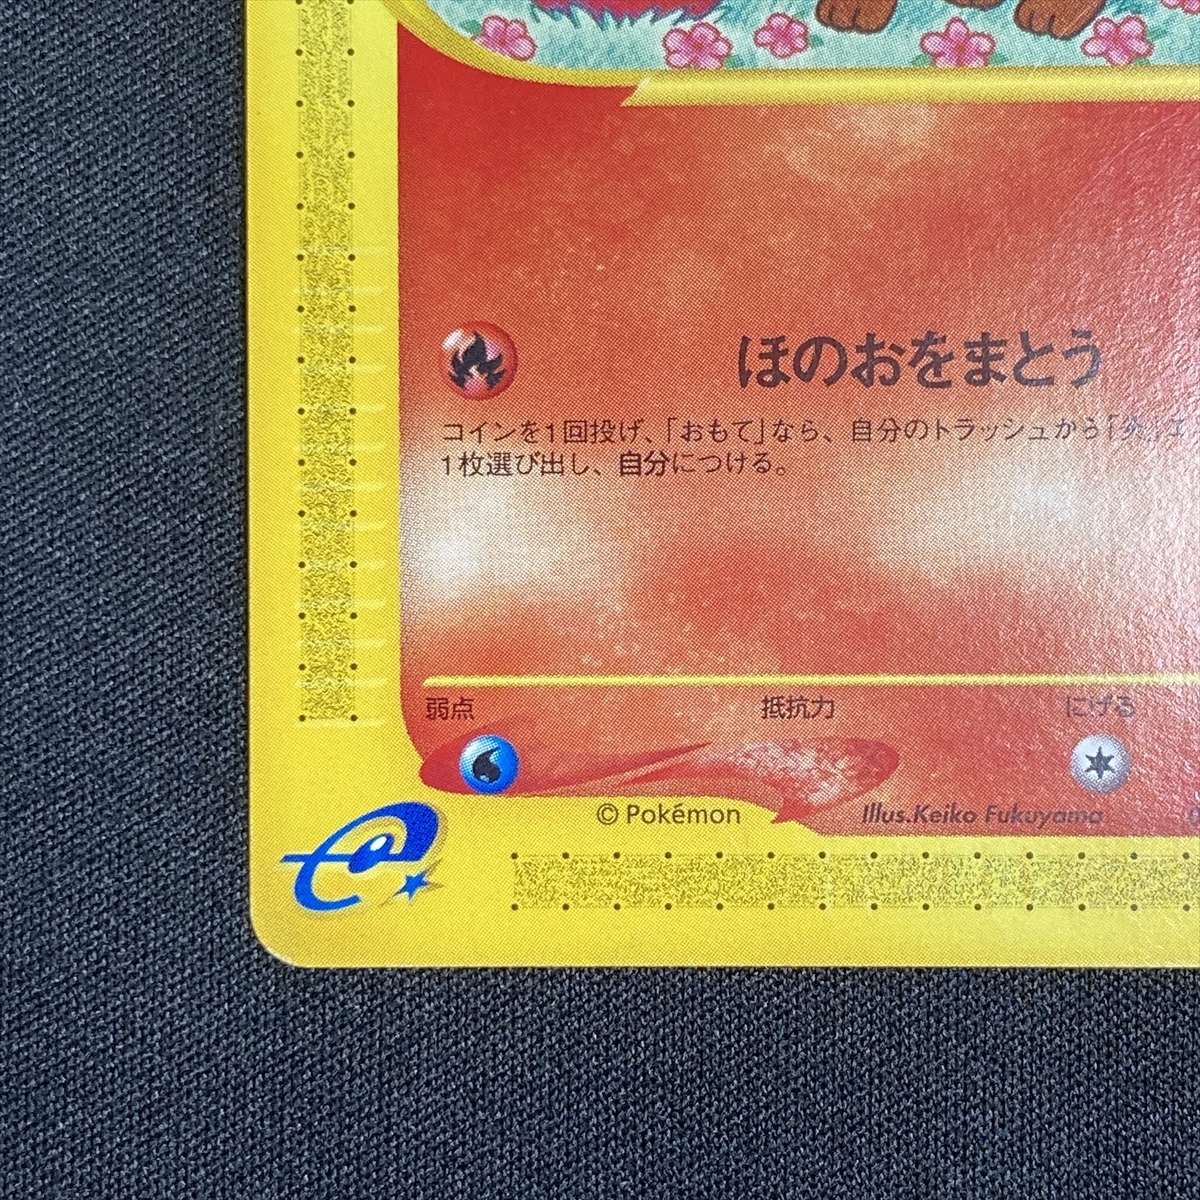 ほのおをまとう
コインを1回投げ、「おもて」なら、自分のトラッシュから「炎」エ
1枚選び出し、自分につける。
弱点 抵抗力 にげる
© Pokémon Illus.Keiko Fukuyama
e